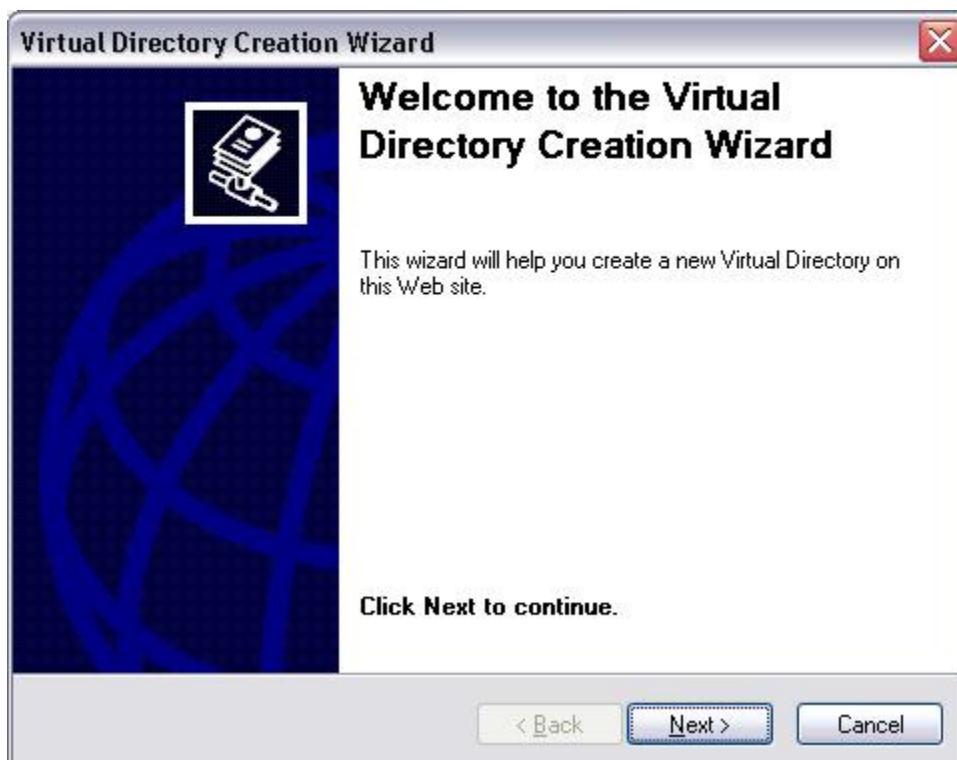 Virtual Directory Creation Wizard
Welcome to the Virtual
Directory Creation Wizard
This wizard will help you create a new Virtual Directory on
this Web site.
Click Next to continue.
< Back
Next >
Cancel